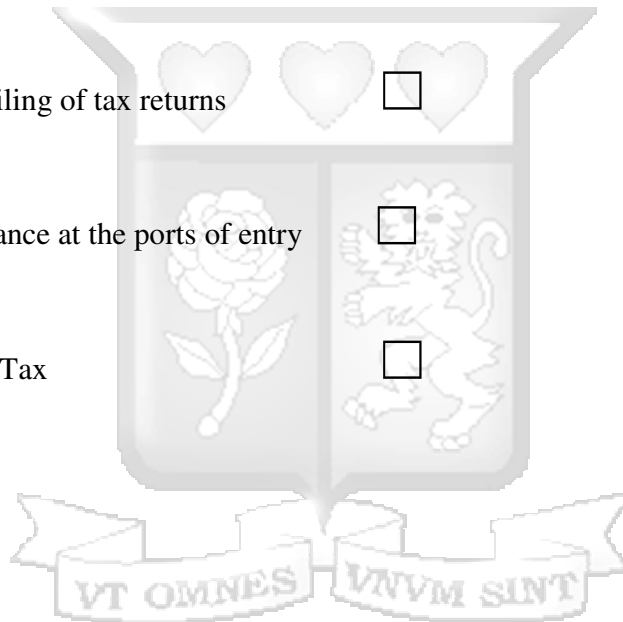 iling of tax returns
ance at the ports of entry
Tax
VT OMNES VNVM SINT